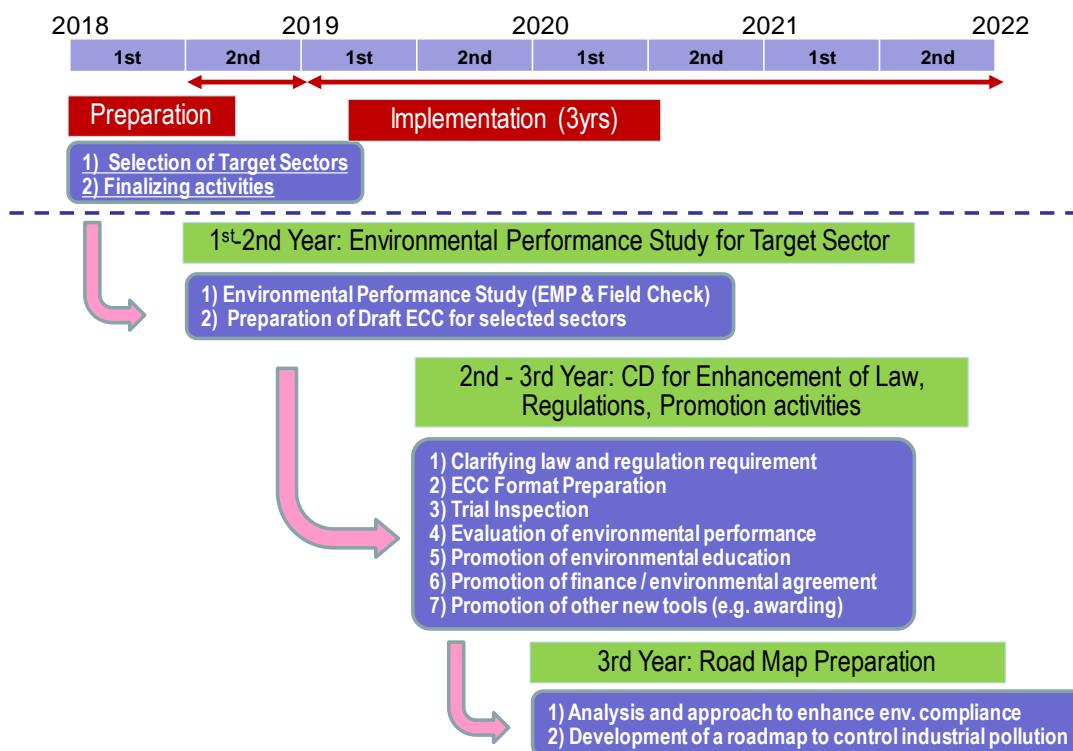 2018 2019 2020 2021 2022
1st 2nd 1st 2nd 1st 2nd 1st 2nd
Preparation
Implementation (3yrs)
1) Selection of Target Sectors
2) Finalizing activities
1st-2nd Year: Environmental Performance Study for Target Sector
1) Environmental Performance Study (EMP & Field Check)
2) Preparation of Draft ECC for selected sectors
2nd - 3rd Year: CD for Enhancement of Law,
Regulations, Promotion activities
1) Clarifying law and regulation requirement
2) ECC Format Preparation
3) Trial Inspection
4) Evaluation of environmental performance
5) Promotion of environmental education
6) Promotion of finance / environmental agreement
7) Promotion of other new tools (e.g. awarding)
3rd Year: Road Map Preparation
1) Analysis and approach to enhance env. compliance
2) Development of a roadmap to control industrial pollution